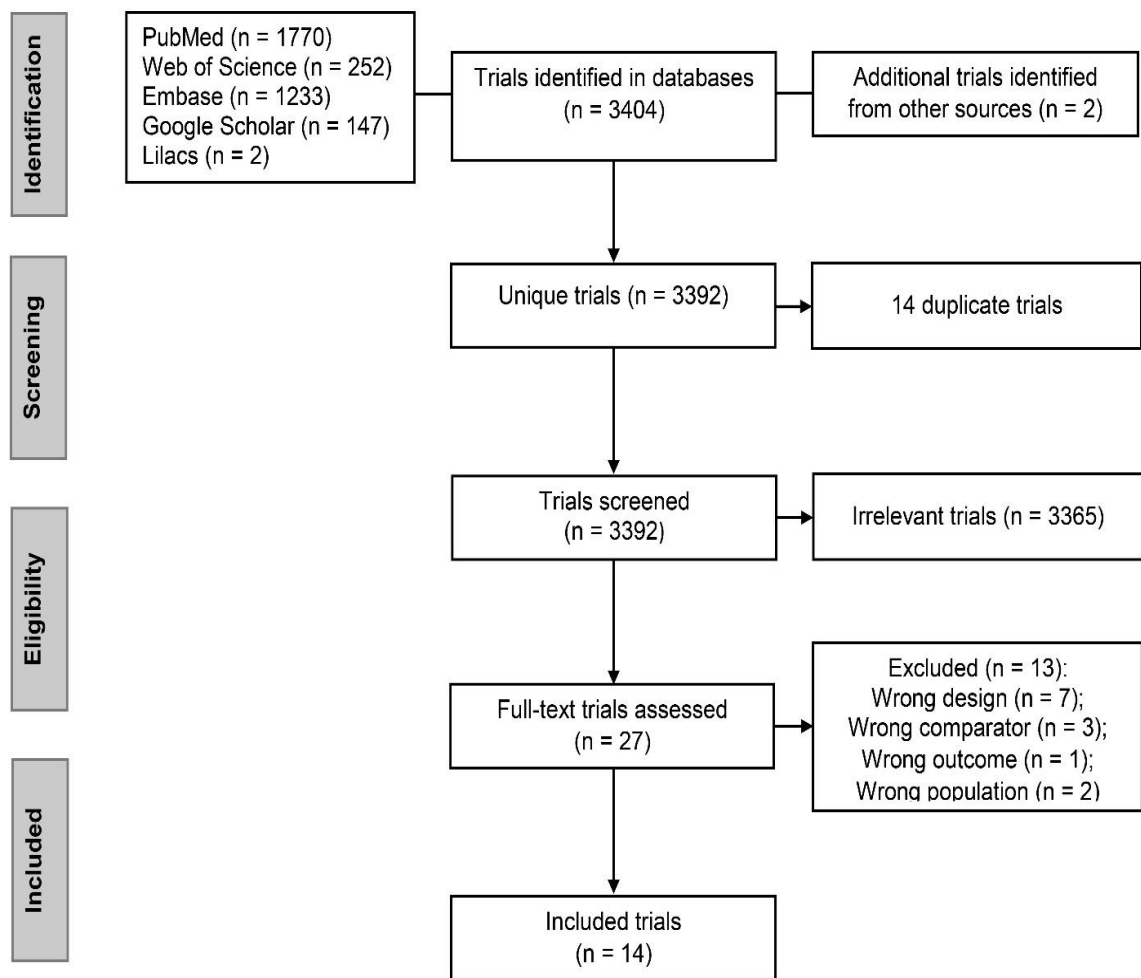 Identification
PubMed (n = 1770)
Web of Science (n = 252)
Embase (n = 1233)
Google Scholar (n = 147)
Lilacs (n = 2)
Trials identified in databases
(n = 3404)
Additional trials identified
from other sources (n = 2)
Screening
Unique trials (n = 3392)
14 duplicate trials
Eligibility
Trials screened
(n = 3392)
Irrelevant trials (n = 3365)
Full-text trials assessed
(n = 27)
Excluded (n = 13):
Wrong design (n = 7);
Wrong comparator (n = 3);
Wrong outcome (n = 1);
Wrong population (n = 2)
Included
Included trials
(n = 14)